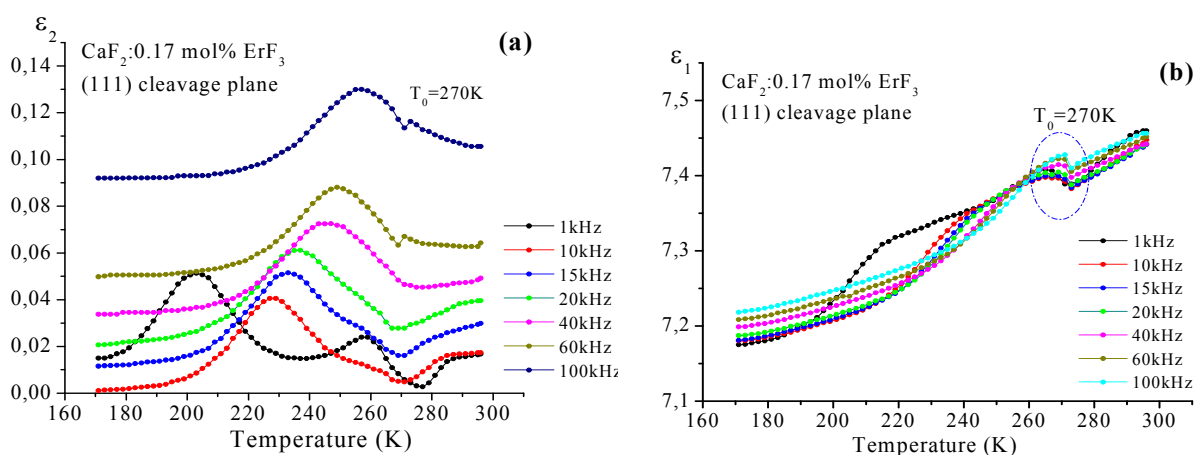 ε₂
(a)
CaF₂:0.17 mol% ErF₃
(111) cleavage plane
T₀=270K
0,14
0,12
0,10
0,08
0,06
0,04
0,02
0,00
1kHz
10kHz
15kHz
20kHz
40kHz
60kHz
100kHz
160 180 200 220 240 260 280 300
Temperature (K)
ε₁
(b)
CaF₂:0.17 mol% ErF₃
(111) cleavage plane
T₀=270K
7,5
7,4
7,3
7,2
7,1
1kHz
10kHz
15kHz
20kHz
40kHz
60kHz
100kHz
160 180 200 220 240 260 280 300
Temperature (K)